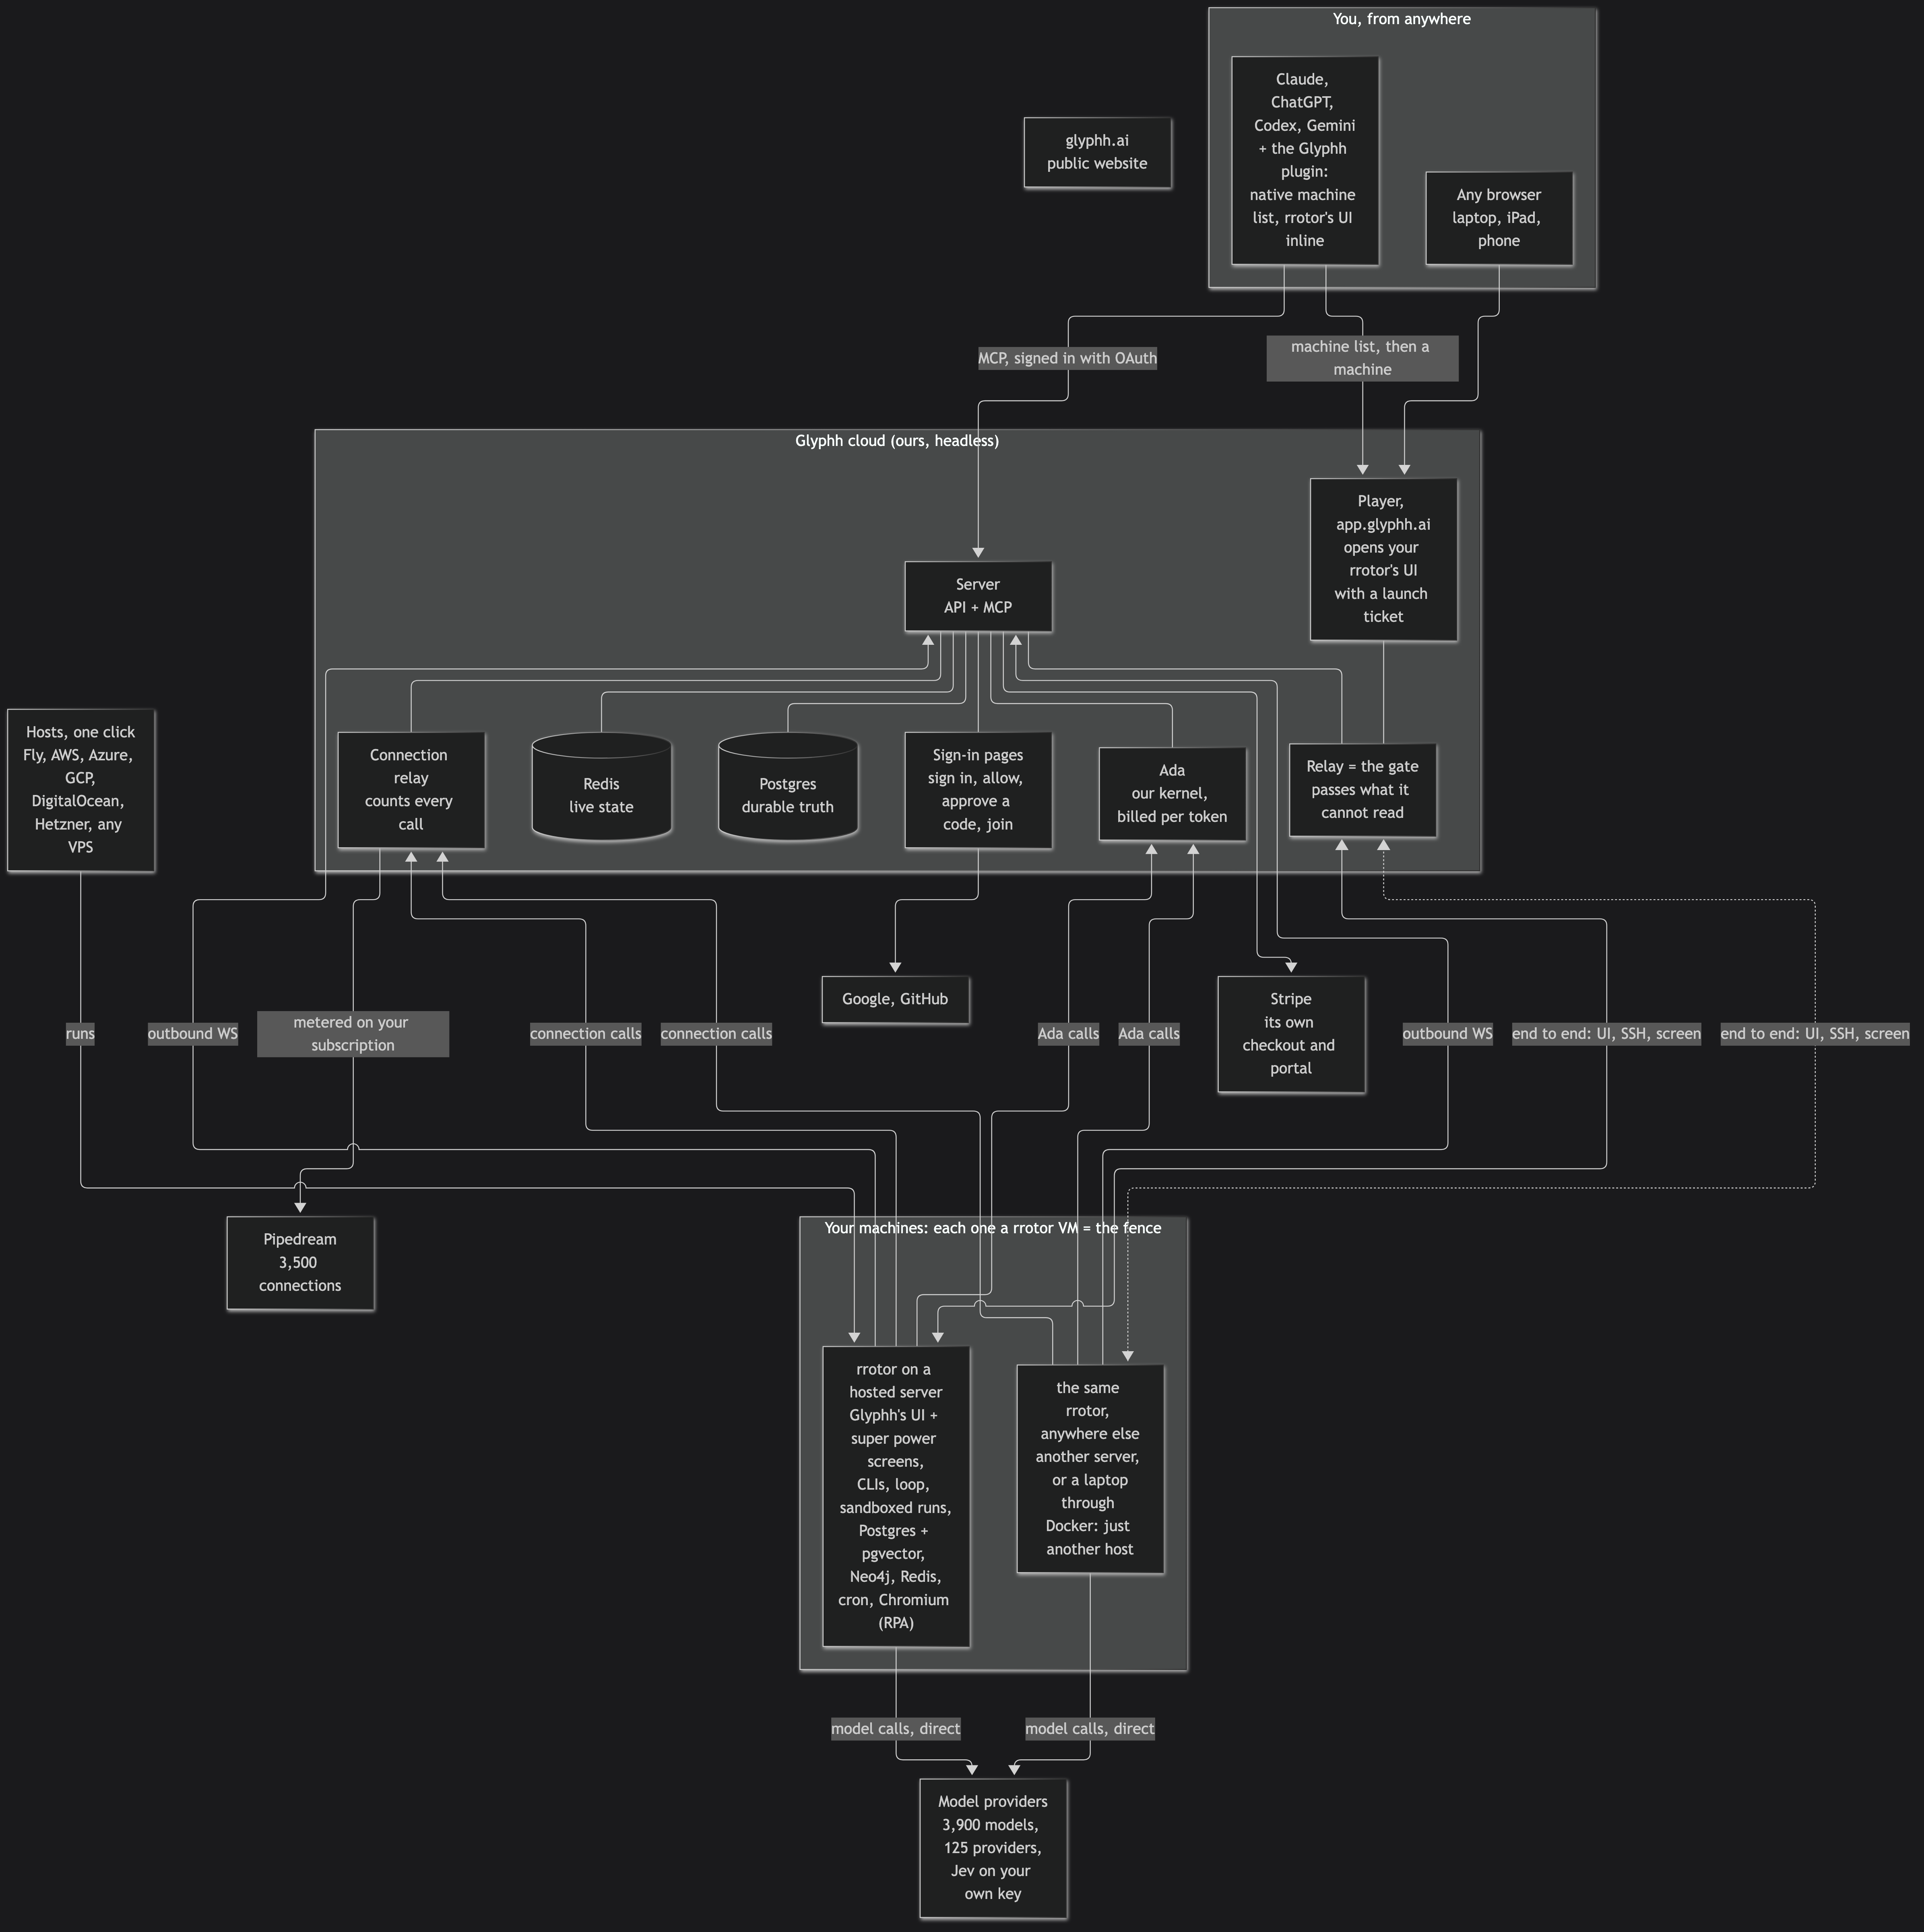 You, from anywhere
Claude,
ChatGPT,
Codex, Gemini
+ the Glyphh
plugin:
native machine
list, rrotor's UI
inline
Any browser
laptop, iPad,
phone
glyphh.ai
public website
MCP, signed in with OAuth
machine list, then a
machine
Glyphh cloud (ours, headless)
Player,
app.glyphh.ai
opens your
rrotor's UI
with a launch
ticket
Server
API + MCP
Hosts, one click
Fly, AWS, Azure,
GCP,
DigitalOcean,
Hetzner, any
VPS
Connection
relay
counts every
call
Redis
live state
Postgres
durable truth
Sign-in pages
sign in, allow,
approve a
code, join
Ada
our kernel,
billed per token
Relay = the gate
passes what it
cannot read
Google, GitHub
Stripe
its own
checkout and
portal
runs
outbound WS
metered on your
subscription
connection calls
connection calls
Ada calls
Ada calls
outbound WS
end to end: UI, SSH, screen
end to end: UI, SSH, screen
Pipedream
3,500
connections
Your machines: each one a rrotor VM = the fence
rrotor on a
hosted server
Glyphh's UI +
super power
screens,
CLIs, loop,
sandboxed runs,
Postgres +
pgvector,
Neo4j, Redis,
cron, Chromium
(RPA)
the same
rrotor,
anywhere else
another server,
or a laptop
through
Docker: just
another host
model calls, direct
model calls, direct
Model providers
3,900 models,
125 providers,
Jev on your
own key